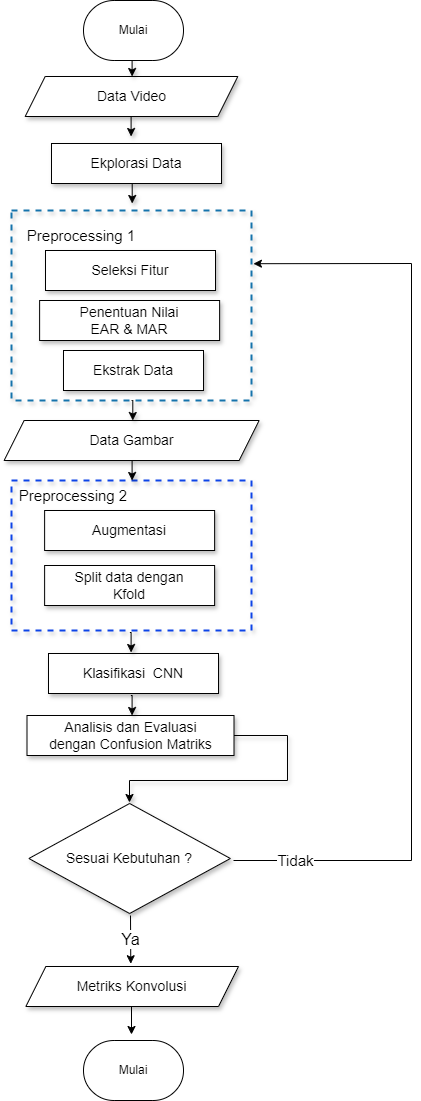 Mulai
Data Video
Ekplorasi Data
Preprocessing 1
Seleksi Fitur
Penentuan Nilai
EAR & MAR
Ekstrak Data
Data Gambar
Preprocessing 2
Augmentasi
Split data dengan
Kfold
Klasifikasi CNN
Analisis dan Evaluasi
dengan Confusion Matriks
Sesuai Kebutuhan ?
Tidak
Ya
Metriks Konvolusi
Mulai